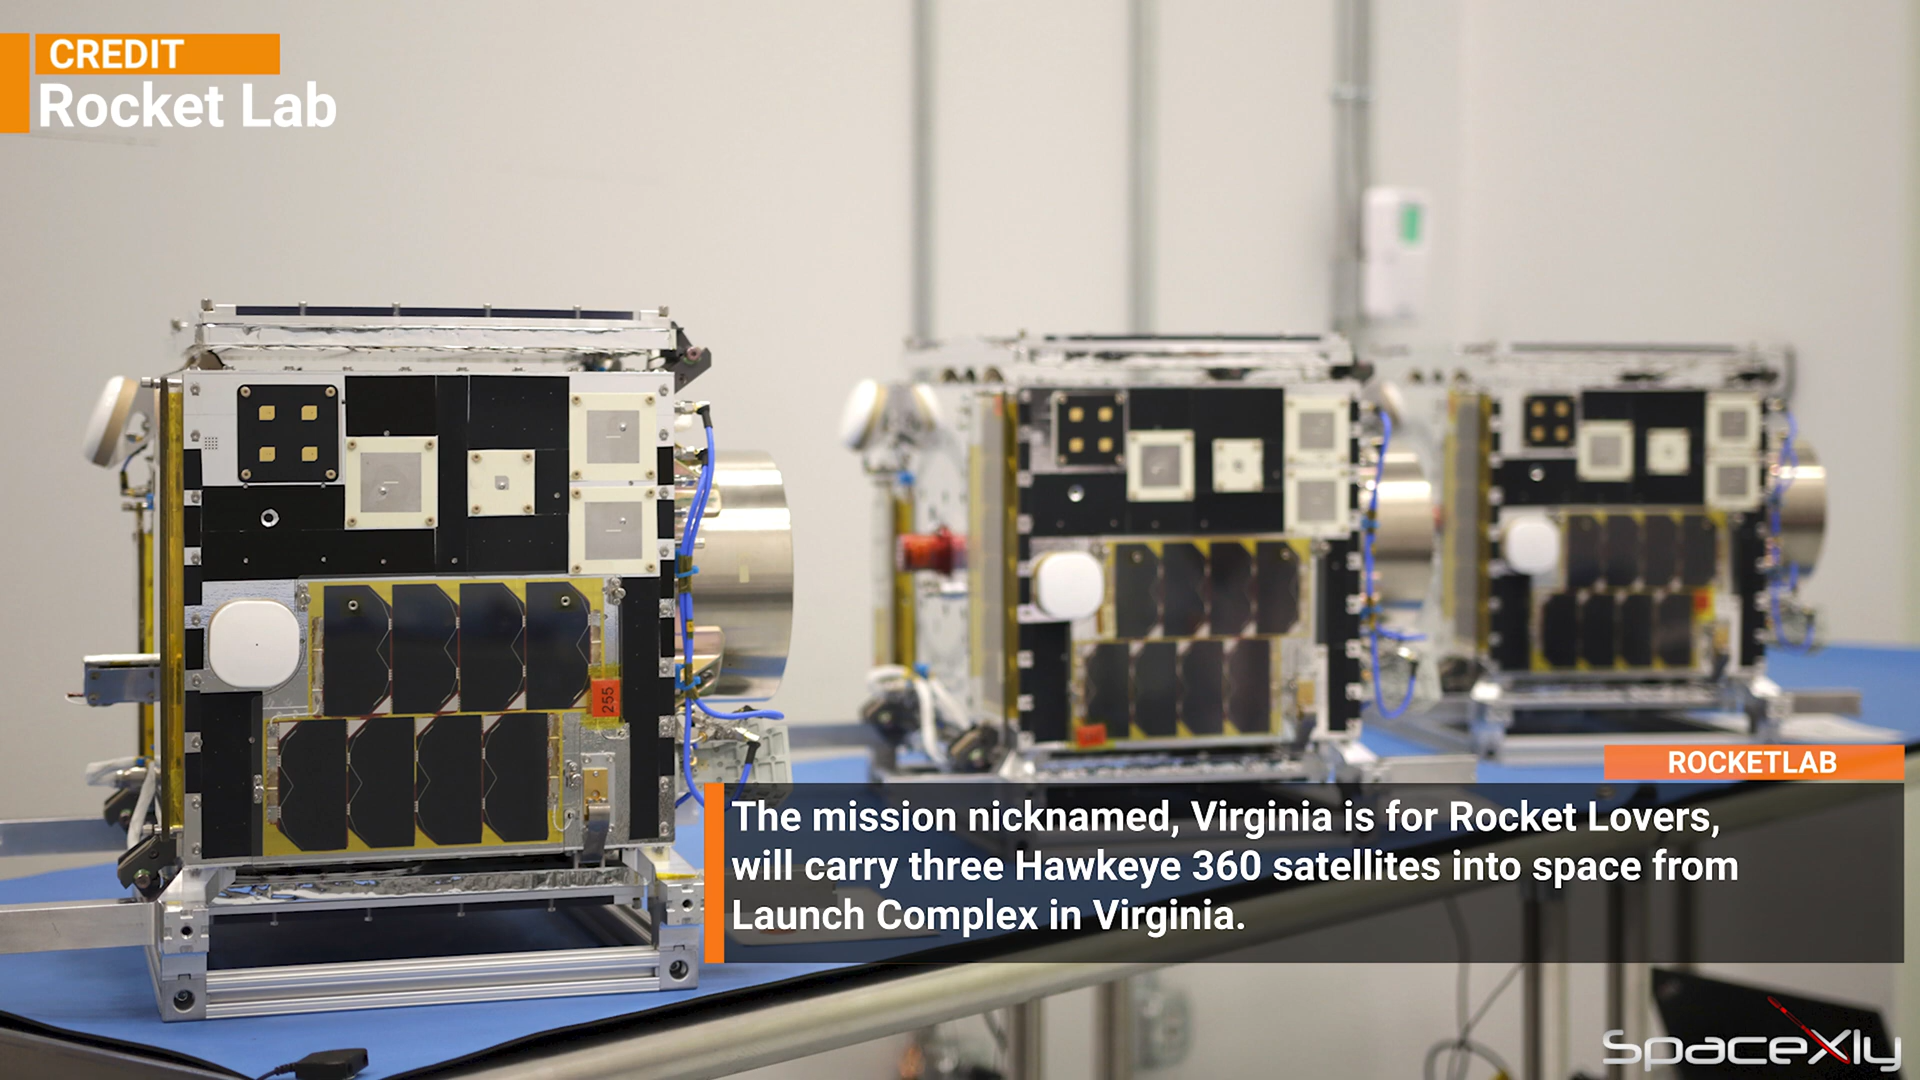 CREDIT
Rocket Lab
255
ROCKETLAB
The mission nicknamed, Virginia is for Rocket Lovers,
will carry three Hawkeye 360 satellites into space from
Launch Complex in Virginia.
SpaceXly